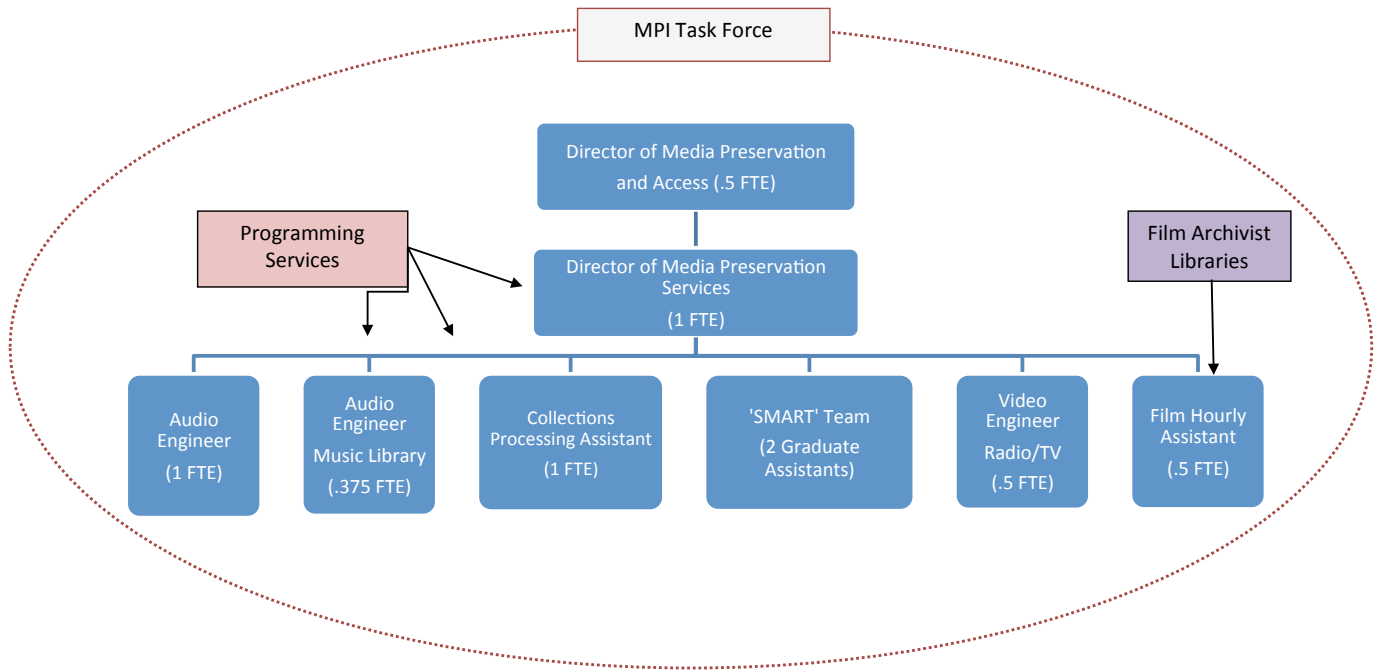 MPI Task Force
Director of Media Preservation
and Access (.5 FTE)
Programming
Services
Film Archivist
Libraries
Director of Media Preservation
Services
(1 FTE)
Audio
Engineer
(1 FTE)
Audio
Engineer
Music Library
(.375 FTE)
Collections
Processing Assistant
(1 FTE)
'SMART' Team
(2 Graduate
Assistants)
Video
Engineer
Radio/TV
(.5 FTE)
Film Hourly
Assistant
(.5 FTE)